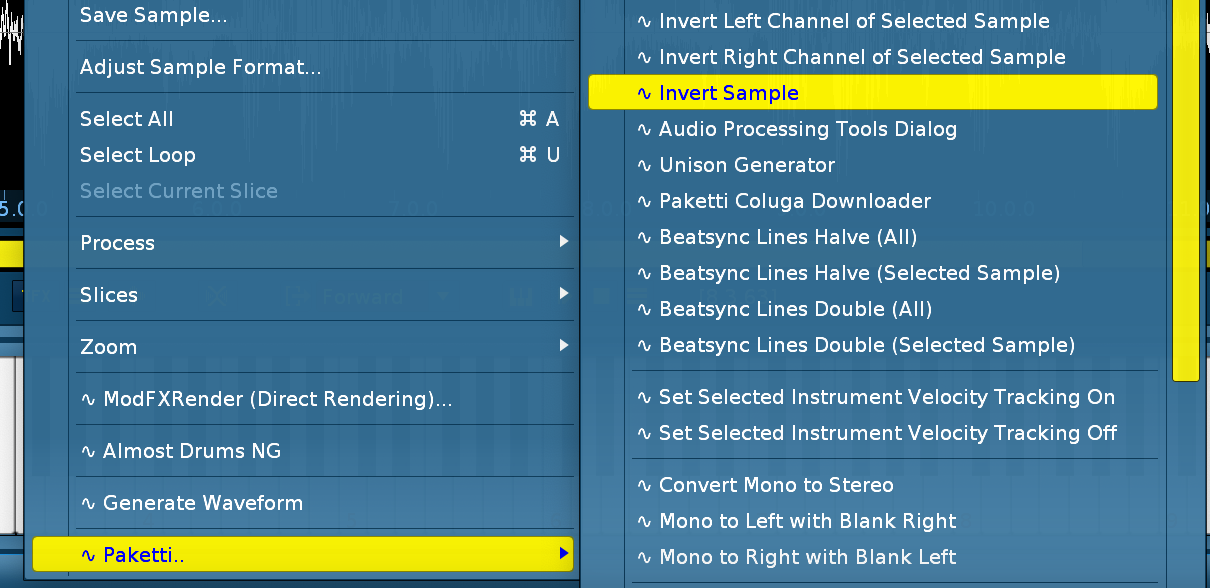 Save Sample...
Adjust Sample Format...
Select All ⌘ A
Select Loop ⌘ U
Select Current Slice
Process
Slices
Zoom
∿ ModFXRender (Direct Rendering)...
∿ Almost Drums NG
∿ Generate Waveform
∿ Paketti..
∿ Invert Left Channel of Selected Sample
∿ Invert Right Channel of Selected Sample
∿ Invert Sample
∿ Audio Processing Tools Dialog
∿ Unison Generator
∿ Paketti Coluga Downloader
∿ Beatsync Lines Halve (All)
∿ Beatsync Lines Halve (Selected Sample)
∿ Beatsync Lines Double (All)
∿ Beatsync Lines Double (Selected Sample)
∿ Set Selected Instrument Velocity Tracking On
∿ Set Selected Instrument Velocity Tracking Off
∿ Convert Mono to Stereo
∿ Mono to Left with Blank Right
∿ Mono to Right with Blank Left
Forward